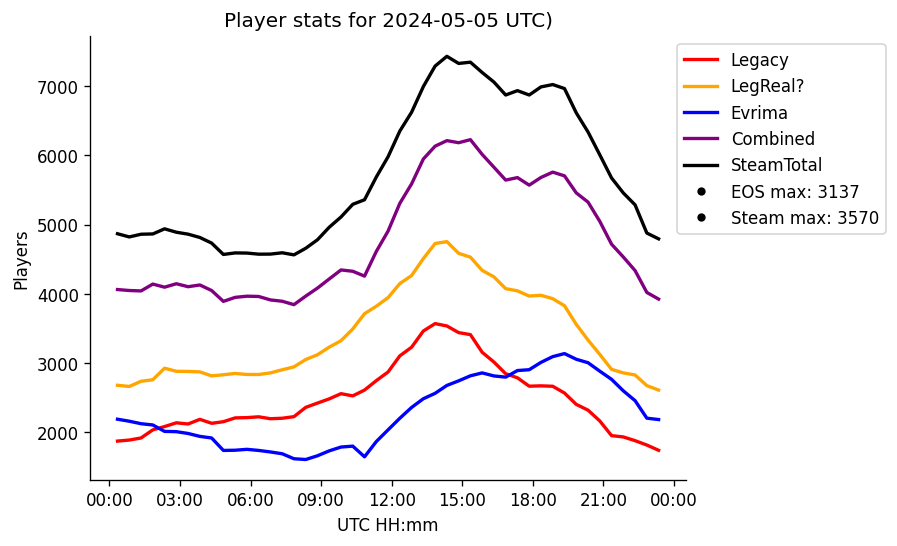 Player stats for 2024-05-05 UTC)
Legacy
LegReal?
Evrima
Combined
SteamTotal
EOS max: 3137
Steam max: 3570
Players
7000
6000
5000
4000
3000
2000
00:00 03:00 06:00 09:00 12:00 15:00 18:00 21:00 00:00
UTC HH:mm